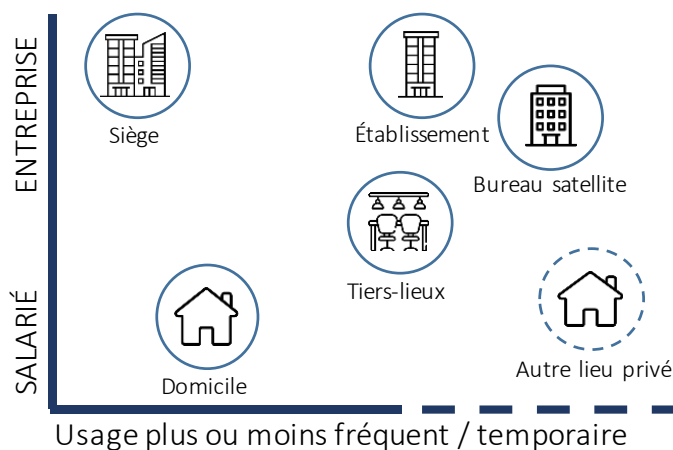 ENTREPRISE
SALARIÉ
Siège
Établissement
Bureau satellite
Tiers-lieux
Domicile
Autre lieu privé
Usage plus ou moins fréquent / temporaire